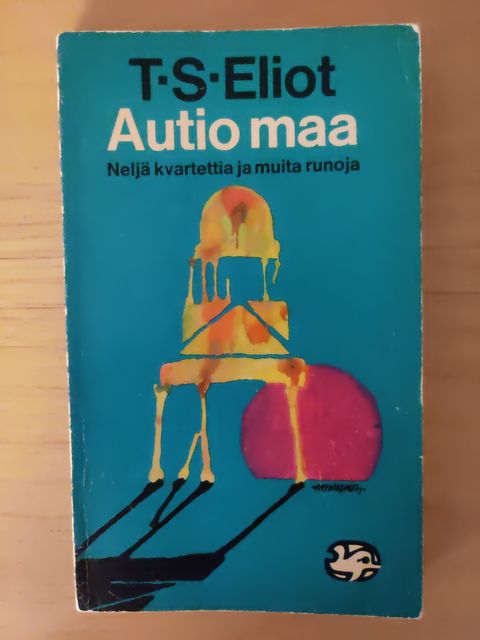 T·S·Eliot
Autio maa
Neljä kvartettia ja muita runoja